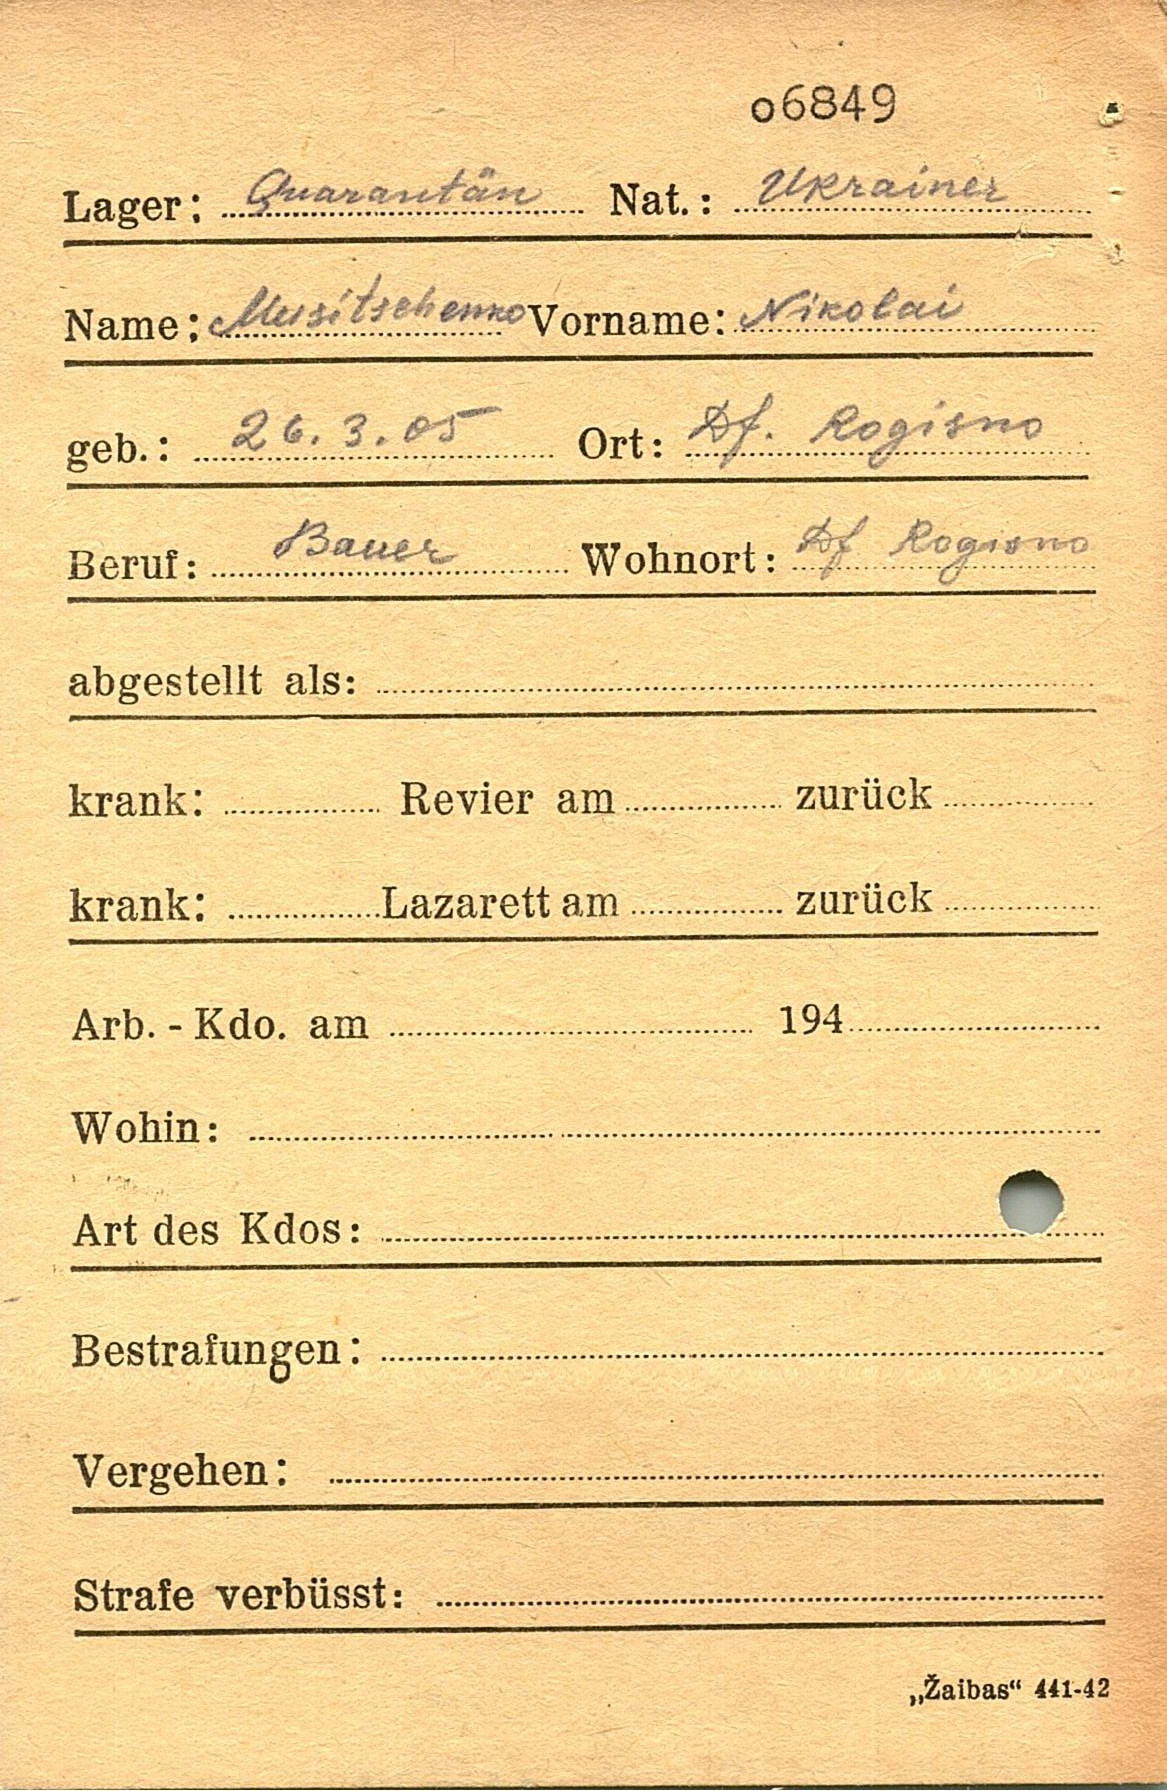 06849
Lager: Quarantän Nat.: Ukrainer
Name: Musitschenko Vorname: Nikolai
geb.: 26.3.05 Ort: Df. Rogisno
Beruf: Bauer Wohnort: Df Rogisno
abgestellt als:
krank: Revier am zurück
krank: Lazarett am zurück
Arb. - Kdo. am 194
Wohin:
Art des Kdos:
Bestrafungen:
Vergehen:
Strafe verbüsst:
„Žaibas“ 441-42